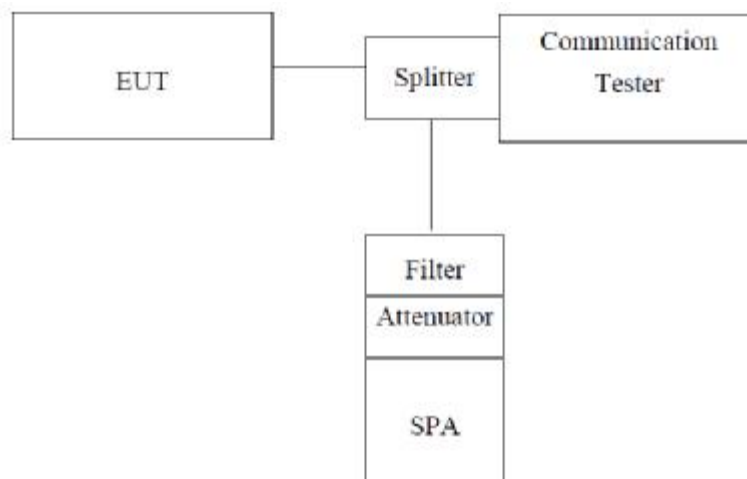 EUT
Splitter
Communication
Tester
Filter
Attenuator
SPA